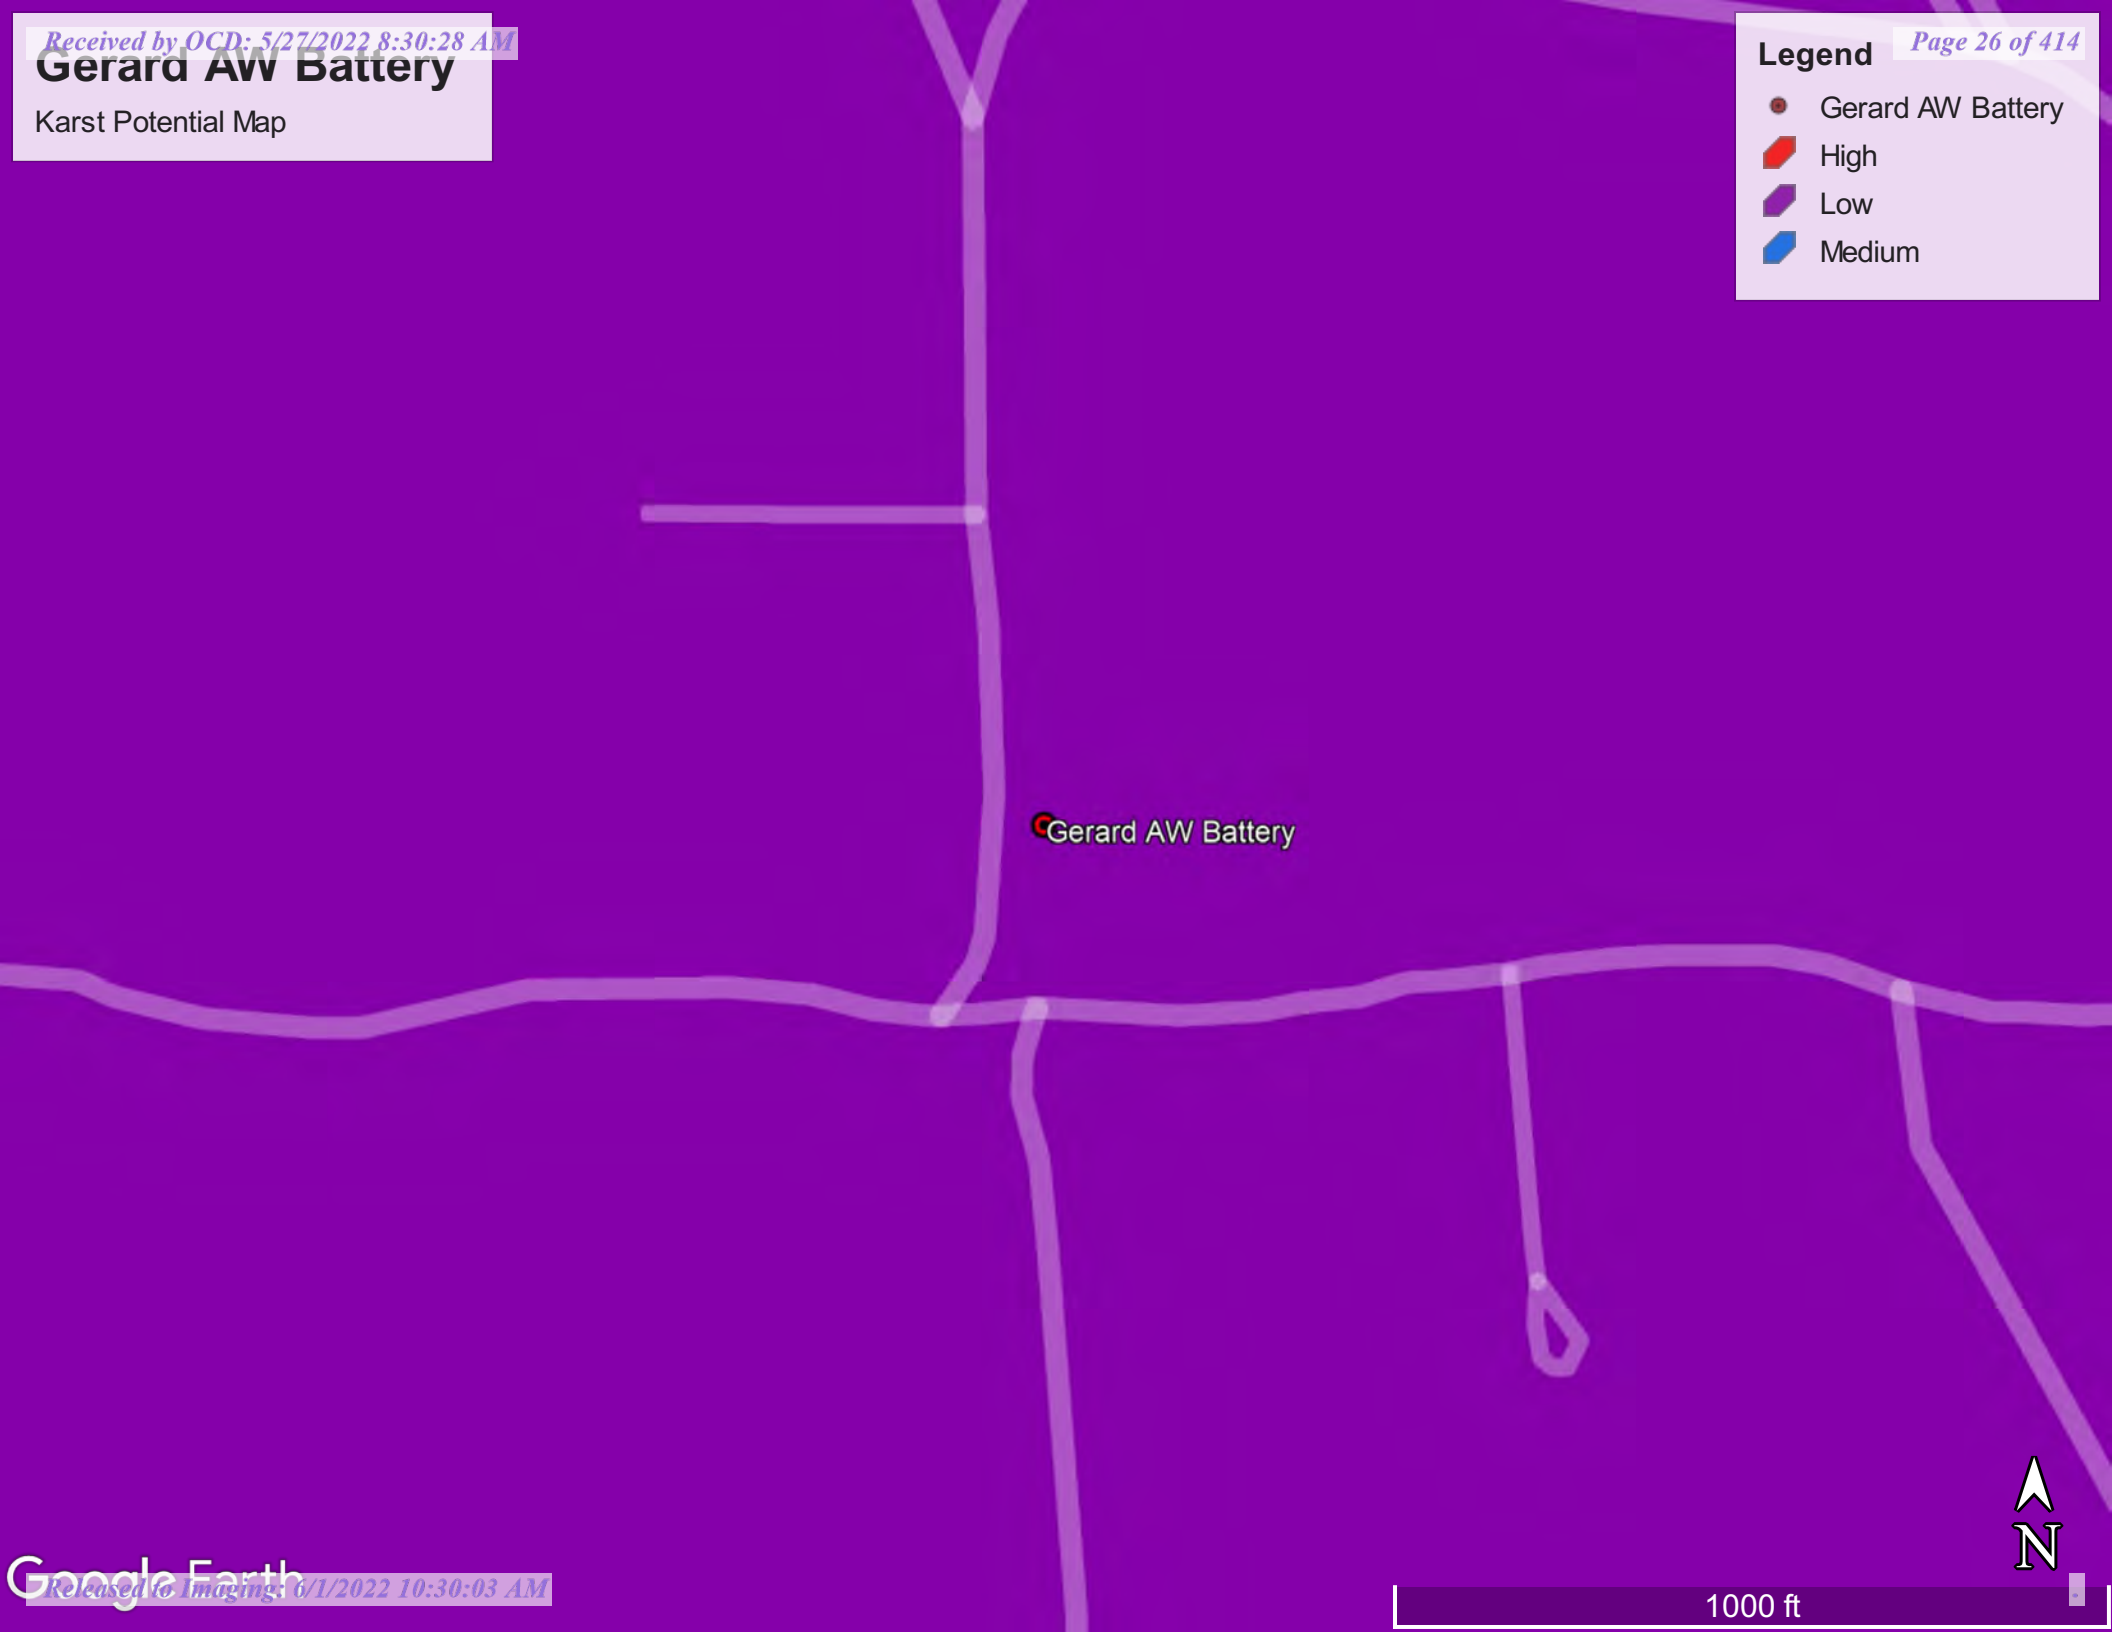 Received by OCD: 5/27/2022 8:30:28 AM
Page 26 of 414
Gerard AW Battery
Karst Potential Map
Legend
Gerard AW Battery
High
Low
Medium
Gerard AW Battery
N
Google Earth
Released to Imaging: 6/1/2022 10:30:03 AM
1000 ft